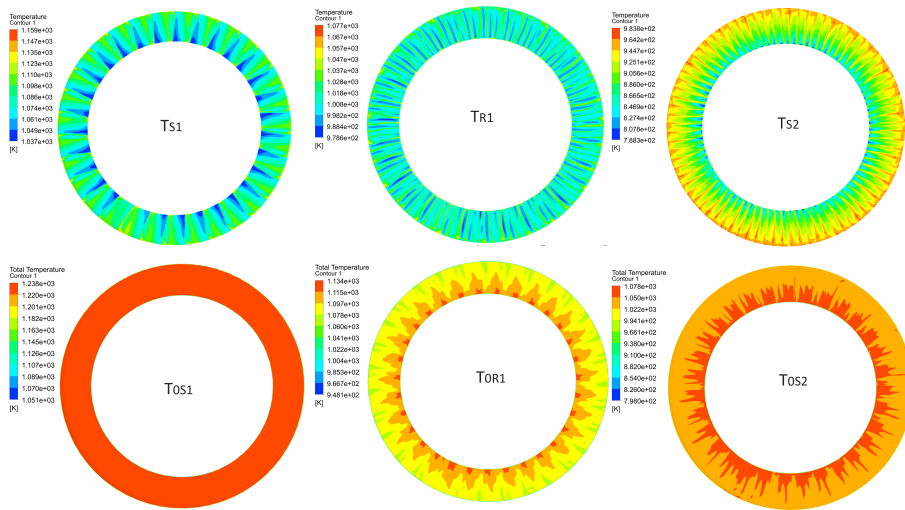 Temperature
Contour 1
1.159e+03
1.147e+03
1.135e+03
1.123e+03
1.110e+03
1.098e+03
1.086e+03
1.074e+03
1.061e+03
1.049e+03
1.037e+03
[K]
TS1
Temperature
Contour 1
1.077e+03
1.067e+03
1.057e+03
1.047e+03
1.037e+03
1.028e+03
1.018e+03
1.008e+03
9.982e+02
9.884e+02
9.786e+02
[K]
TR1
Temperature
Contour 1
9.838e+02
9.642e+02
9.447e+02
9.251e+02
9.056e+02
8.860e+02
8.665e+02
8.469e+02
8.274e+02
8.078e+02
7.883e+02
[K]
TS2
Total Temperature
Contour 1
1.238e+03
1.220e+03
1.201e+03
1.182e+03
1.163e+03
1.145e+03
1.126e+03
1.107e+03
1.089e+03
1.070e+03
1.051e+03
[K]
T0S1
Total Temperature
Contour 1
1.134e+03
1.115e+03
1.097e+03
1.078e+03
1.060e+03
1.041e+03
1.022e+03
1.004e+03
9.853e+02
9.667e+02
9.481e+02
[K]
T0R1
Total Temperature
Contour 1
1.078e+03
1.050e+03
1.022e+03
9.941e+02
9.661e+02
9.380e+02
9.100e+02
8.820e+02
8.540e+02
8.260e+02
7.980e+02
[K]
T0S2